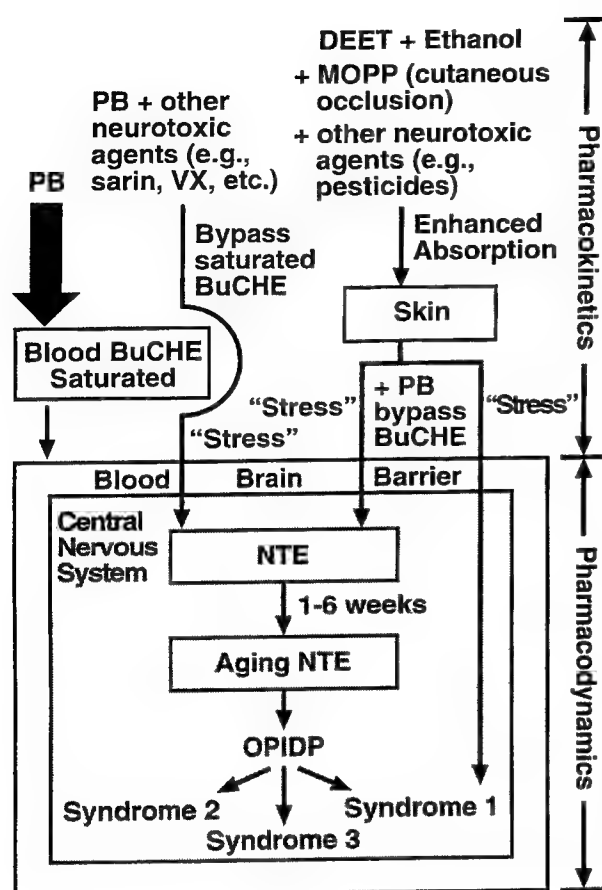 DEET + Ethanol
+ MOPP (cutaneous
occlusion)
+ other neurotoxic
agents (e.g.,
pesticides)
PB + other
neurotoxic
agents (e.g.,
sarin, VX, etc.)
PB
Bypass
saturated
BuCHE
Enhanced
Absorption
Skin
Blood BuCHE
Saturated
"Stress"
"Stress"
+ PB
bypass
BuCHE
"Stress"
Pharmacokinetics
Blood Brain Barrier
Central
Nervous
System
NTE
1-6 weeks
Aging NTE
OPIDP
Syndrome 2
Syndrome 3
Syndrome 1
Pharmacodynamics